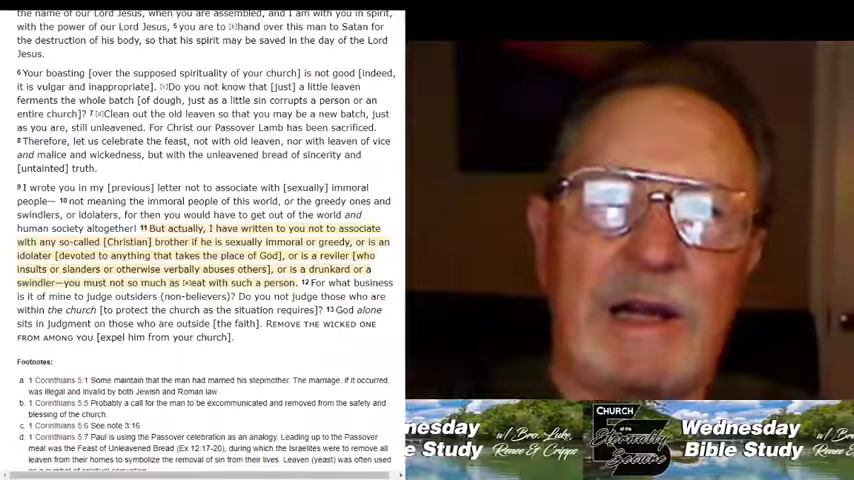 the name of our Lord Jesus, when you are assembled, and I am with you in spirit,
with the power of our Lord Jesus, 5 you are to [b]hand over this man to Satan for
the destruction of his body, so that his spirit may be saved in the day of the Lord
Jesus.
6 Your boasting [over the supposed spirituality of your church] is not good [indeed,
it is vulgar and inappropriate]. [c]Do you not know that [just] a little leaven
ferments the whole batch [of dough, just as a little sin corrupts a person or an
entire church]? 7 [d]Clean out the old leaven so that you may be a new batch, just
as you are, still unleavened. For Christ our Passover Lamb has been sacrificed.
8 Therefore, let us celebrate the feast, not with old leaven, nor with leaven of vice
and malice and wickedness, but with the unleavened bread of sincerity and
[untainted] truth.
9 I wrote you in my [previous] letter not to associate with [sexually] immoral
people— 10 not meaning the immoral people of this world, or the greedy ones and
swindlers, or idolaters, for then you would have to get out of the world and
human society altogether! 11 But actually, I have written to you not to associate
with any so-called [Christian] brother if he is sexually immoral or greedy, or is an
idolater [devoted to anything that takes the place of God], or is a reviler [who
insults or slanders or otherwise verbally abuses others], or is a drunkard or a
swindler—you must not so much as [e]eat with such a person. 12 For what business
is it of mine to judge outsiders (non-believers)? Do you not judge those who are
within the church [to protect the church as the situation requires]? 13 God alone
sits in judgment on those who are outside [the faith]. REMOVE THE WICKED ONE
FROM AMONG YOU [expel him from your church].
Footnotes:
a 1 Corinthians 5:1 Some maintain that the man had married his stepmother. The marriage, if it occurred,
was illegal and invalid by both Jewish and Roman law.
b 1 Corinthians 5:5 Probably a call for the man to be excommunicated and removed from the safety and
blessing of the church.
c 1 Corinthians 5:6 See note 3:16
d 1 Corinthians 5:7 Paul is using the Passover celebration as an analogy. Leading up to the Passover
meal was the Feast of Unleavened Bread (Ex 12:17-20), during which the Israelites were to remove all
leaven from their homes to symbolize the removal of sin from their lives. Leaven (yeast) was often used
nesday
le Study
w/ Bro. Luke,
Renee & Cripps
CHURCH
of the
Eternally
Secure
Wednesday
Bible Study
w/ Bro.
Renee &